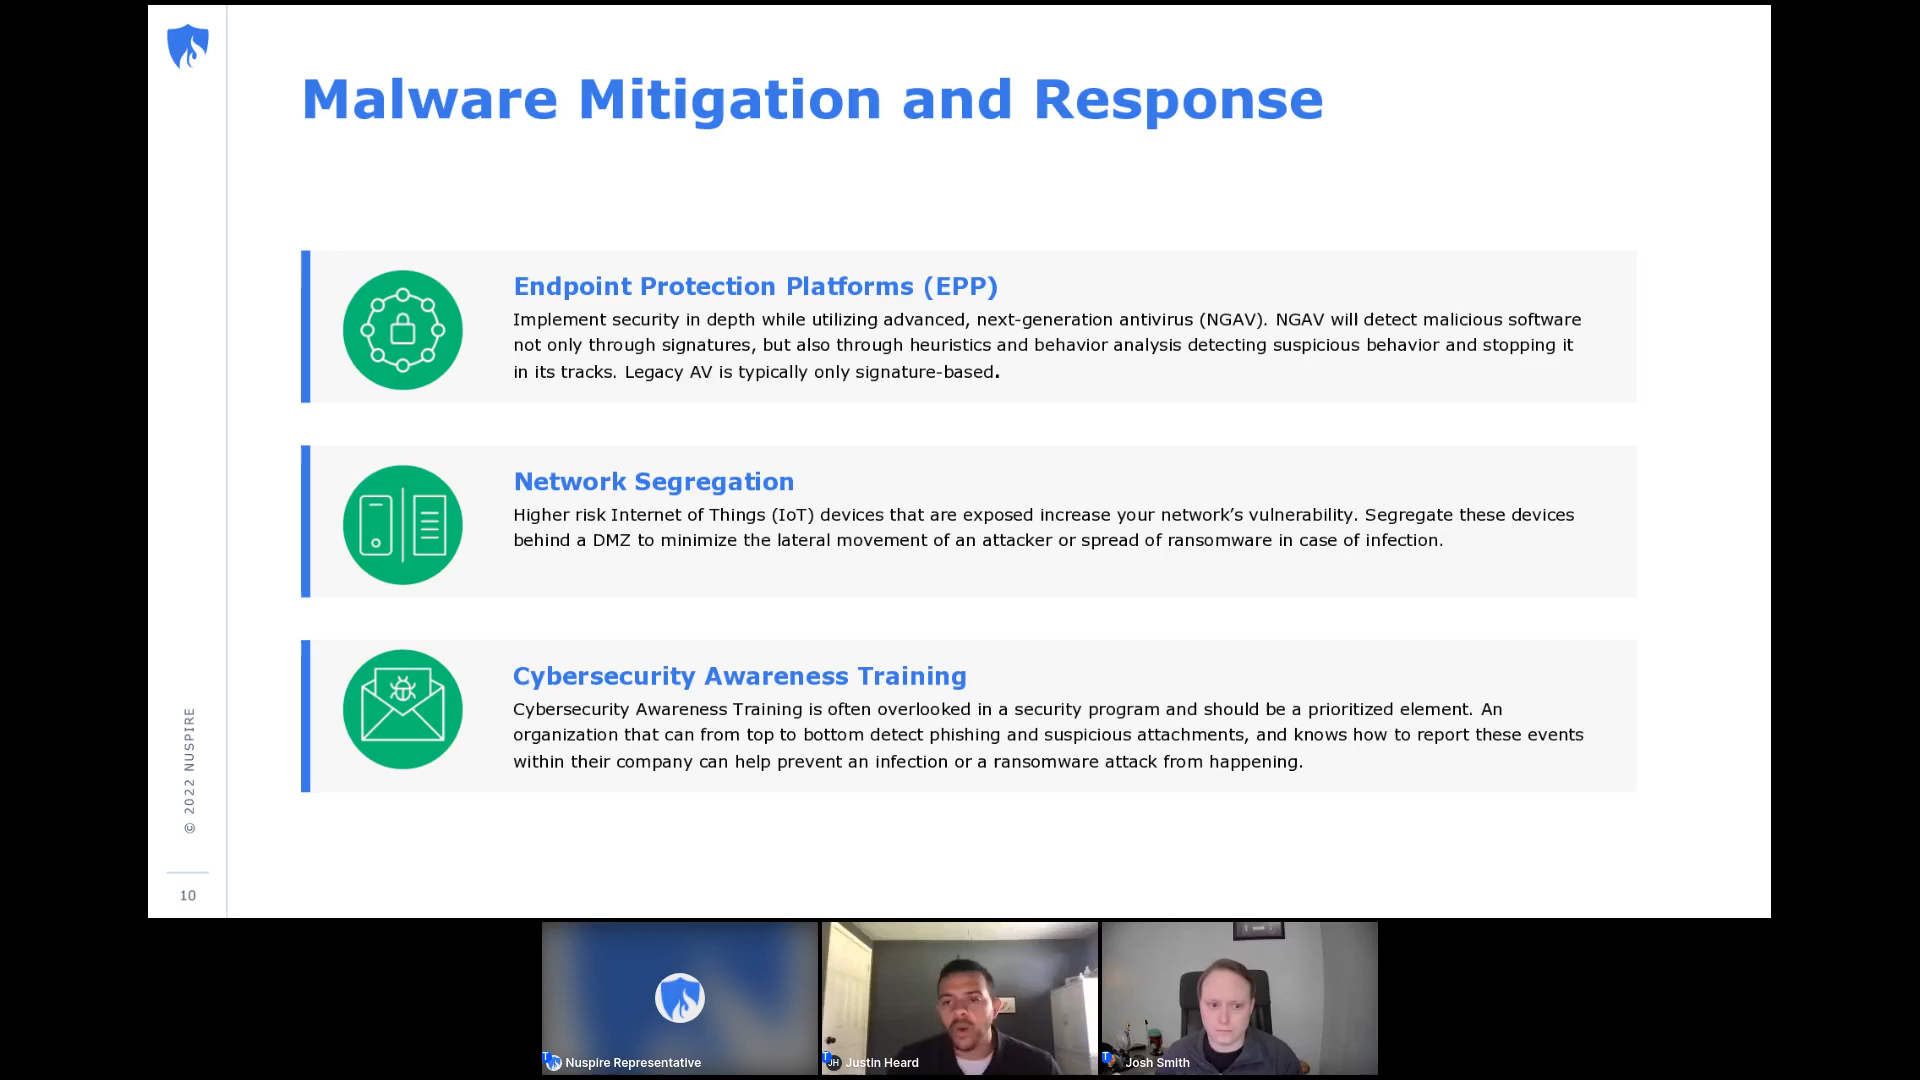 Malware Mitigation and Response
Endpoint Protection Platforms (EPP)
Implement security in depth while utilizing advanced, next-generation antivirus (NGAV). NGAV will detect malicious software
not only through signatures, but also through heuristics and behavior analysis detecting suspicious behavior and stopping it
in its tracks. Legacy AV is typically only signature-based.
Network Segregation
Higher risk Internet of Things (IoT) devices that are exposed increase your network’s vulnerability. Segregate these devices
behind a DMZ to minimize the lateral movement of an attacker or spread of ransomware in case of infection.
Cybersecurity Awareness Training
Cybersecurity Awareness Training is often overlooked in a security program and should be a prioritized element. An
organization that can from top to bottom detect phishing and suspicious attachments, and knows how to report these events
within their company can help prevent an infection or a ransomware attack from happening.
© 2022 NUSPIRE
10
T Nuspire Representative
T JH Justin Heard
T Josh Smith